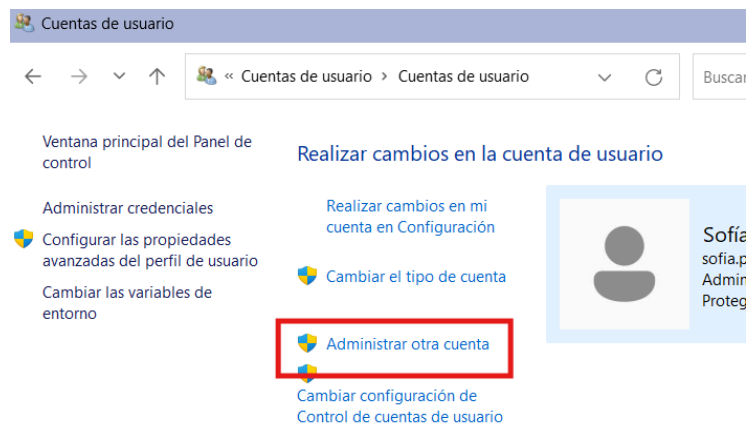 Cuentas de usuario
« Cuentas de usuario > Cuentas de usuario
Buscar
Ventana principal del Panel de
control
Administrar credenciales
Configurar las propiedades
avanzadas del perfil de usuario
Cambiar las variables de
entorno
Realizar cambios en la cuenta de usuario
Realizar cambios en mi
cuenta en Configuración
Cambiar el tipo de cuenta
Administrar otra cuenta
Cambiar configuración de
Control de cuentas de usuario
Sofía
sofia.p
Admin
Proteg